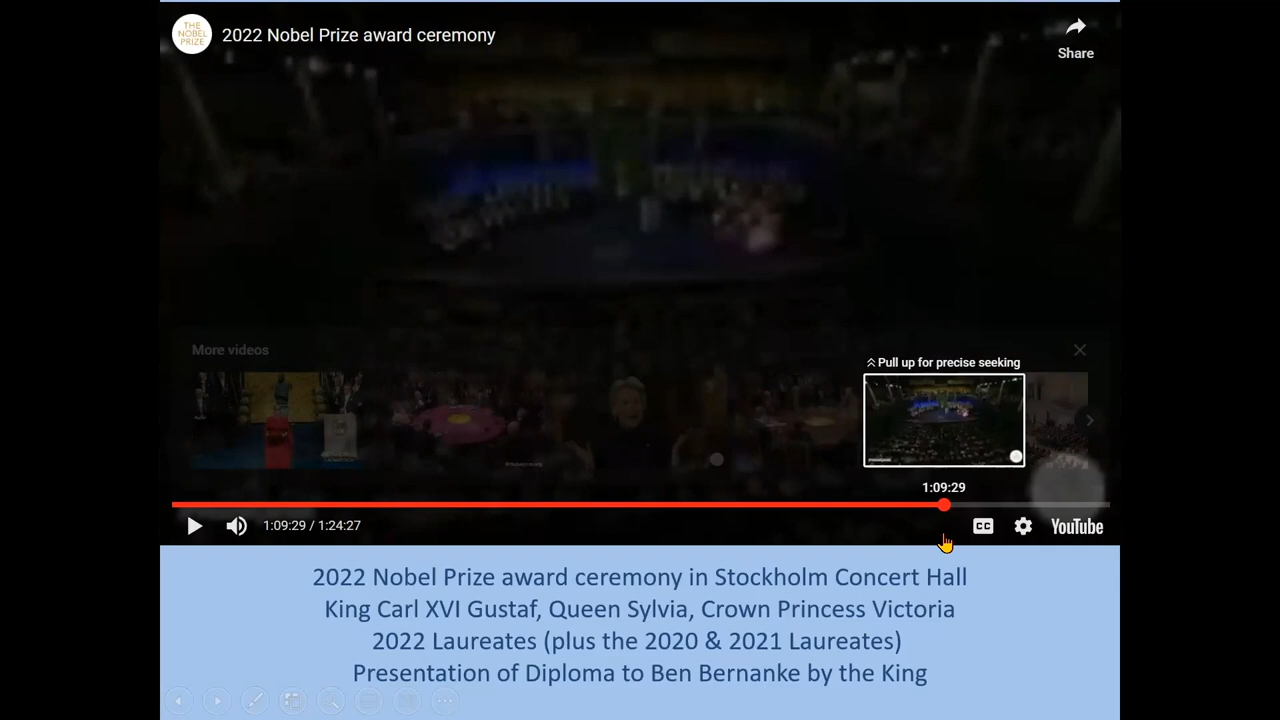 THE
NOBEL
PRIZE
2022 Nobel Prize award ceremony
Share
More videos
Pull up for precise seeking
1:09:29
1:09:29 / 1:24:27
CC
YouTube
2022 Nobel Prize award ceremony in Stockholm Concert Hall
King Carl XVI Gustaf, Queen Sylvia, Crown Princess Victoria
2022 Laureates (plus the 2020 & 2021 Laureates)
Presentation of Diploma to Ben Bernanke by the King